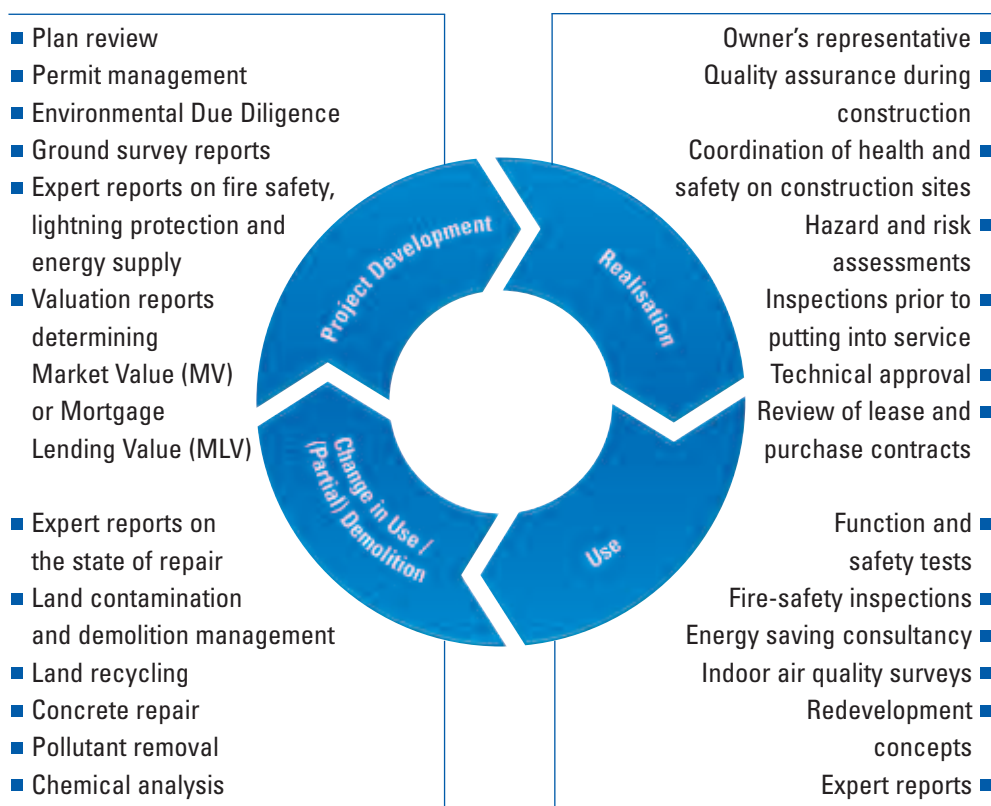 Plan review
Permit management
Environmental Due Diligence
Ground survey reports
Expert reports on fire safety,
lightning protection and
energy supply
Valuation reports
determining
Market Value (MV)
or Mortgage
Lending Value (MLV)
Owner's representative
Quality assurance during
construction
Coordination of health and
safety on construction sites
Hazard and risk
assessments
Inspections prior to
putting into service
Technical approval
Review of lease and
purchase contracts
Project Development
Realisation
Change in Use /
(Partial) Demolition
Use
Expert reports on
the state of repair
Land contamination
and demolition management
Land recycling
Concrete repair
Pollutant removal
Chemical analysis
Function and
safety tests
Fire-safety inspections
Energy saving consultancy
Indoor air quality surveys
Redevelopment
concepts
Expert reports